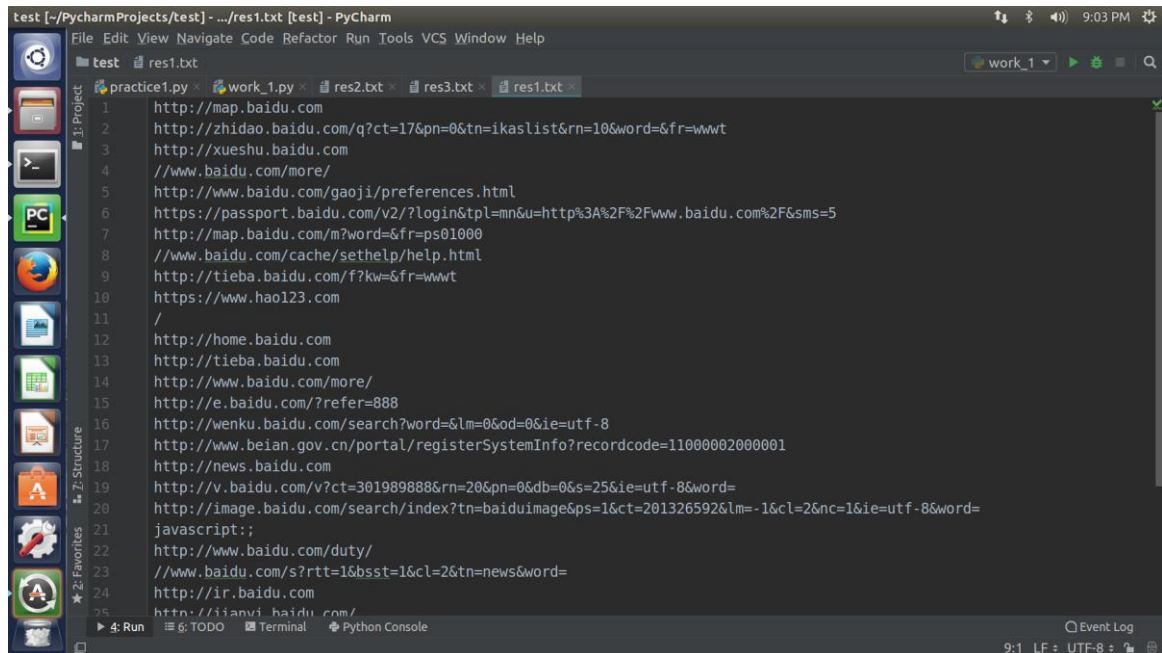 test [~/PycharmProjects/test] - .../res1.txt [test] - PyCharm
9:03 PM
File Edit View Navigate Code Refactor Run Tools VCS Window Help
test res1.txt
work_1
practice1.py work_1.py res2.txt res3.txt res1.txt
1: Project
1 http://map.baidu.com
2 http://zhidao.baidu.com/q?ct=17&pn=0&tn=ikaslist&rn=10&word=&fr=wwwt
3 http://xueshu.baidu.com
4 //www.baidu.com/more/
5 http://www.baidu.com/gaoji/preferences.html
6 https://passport.baidu.com/v2/?login&tpl=mn&u=http%3A%2F%2Fwww.baidu.com%2F&sms=5
7 http://map.baidu.com/m?word=&fr=ps01000
8 //www.baidu.com/cache/sethelp/help.html
9 http://tieba.baidu.com/f?kw=&fr=wwwt
10 https://www.hao123.com
11 /
12 http://home.baidu.com
13 http://tieba.baidu.com
14 http://www.baidu.com/more/
15 http://e.baidu.com/?refer=888
16 http://wenku.baidu.com/search?word=&lm=0&od=0&ie=utf-8
17 http://www.beian.gov.cn/portal/registerSystemInfo?recordcode=11000002000001
18 http://news.baidu.com
19 http://v.baidu.com/v?ct=301989888&rn=20&pn=0&db=0&s=25&ie=utf-8&word=
20 http://image.baidu.com/search/index?tn=baiduimage&ps=1&ct=201326592&lm=-1&cl=2&nc=1&ie=utf-8&word=
21 javascript:;
22 http://www.baidu.com/duty/
23 //www.baidu.com/s?rtt=1&bsst=1&cl=2&tn=news&word=
24 http://ir.baidu.com
25 http://jianyi.baidu.com/
7: Structure
2: Favorites
4: Run 6: TODO Terminal Python Console Event Log
9:1 LF UTF-8